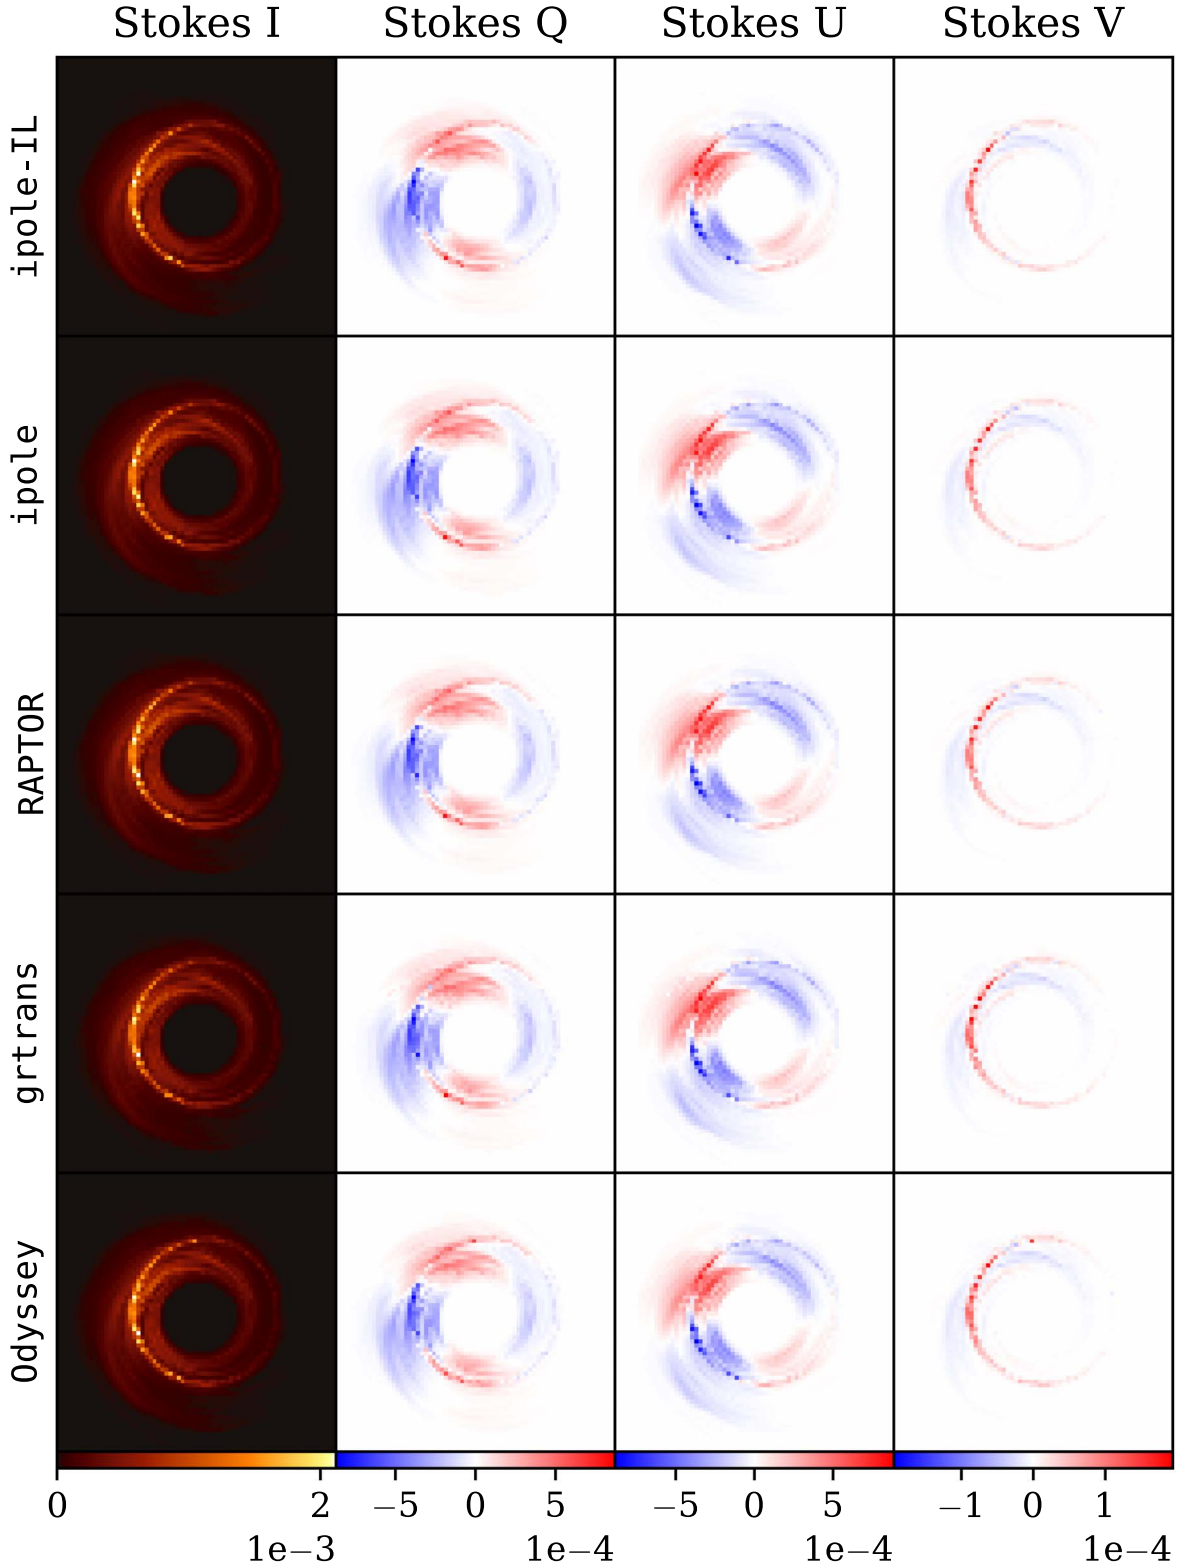 Stokes I Stokes Q Stokes U Stokes V
ipole-IL
ipole
RAPTOR
grtrans
Odyssey
0 2 −5 0 5 −5 0 5 −1 0 1
1e−3 1e−4 1e−4 1e−4